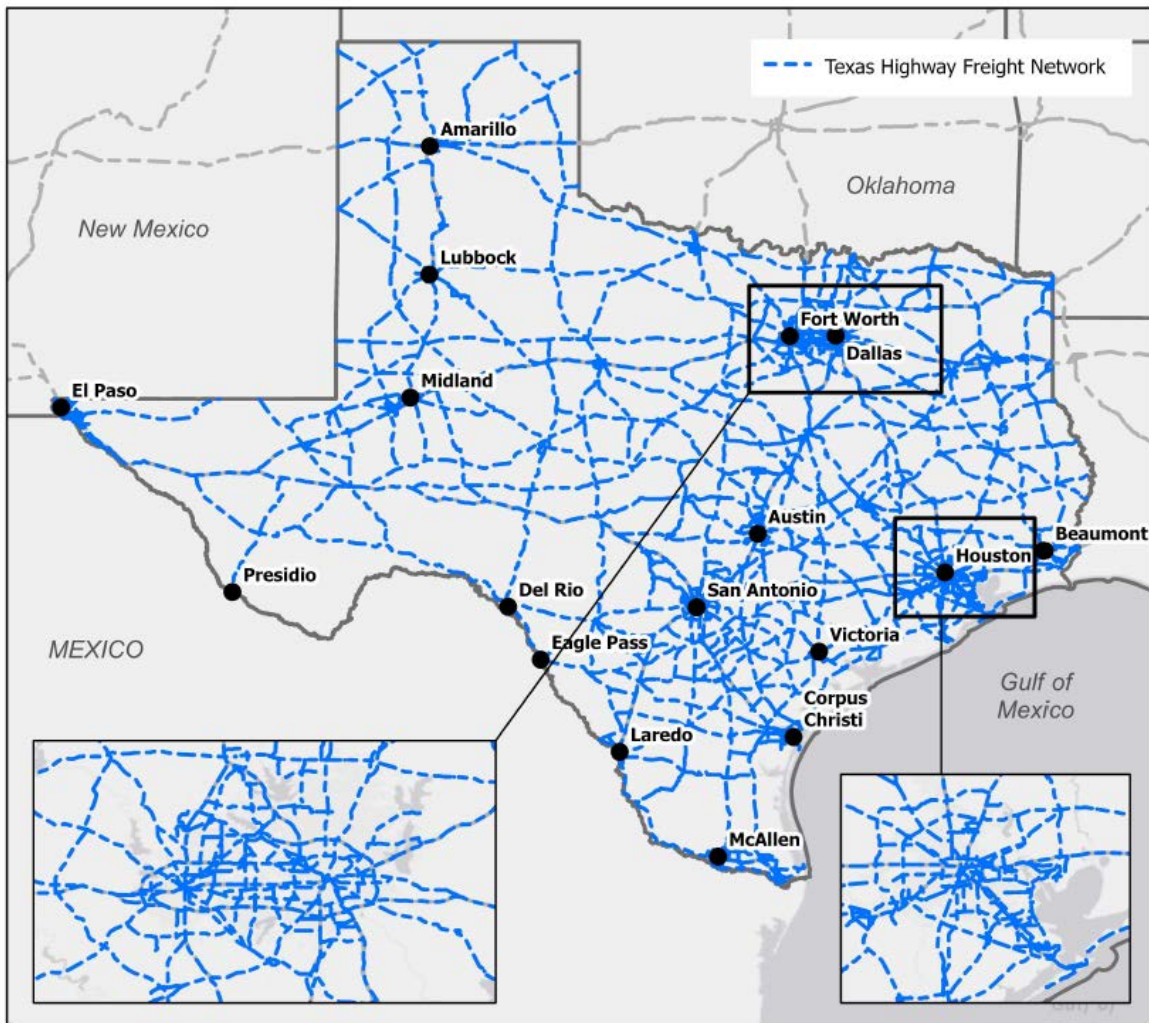 Texas Highway Freight Network
Amarillo
Oklahoma
New Mexico
Lubbock
Fort Worth
Dallas
El Paso
Midland
Austin
Beaumont
Houston
Presidio
Del Rio
San Antonio
Victoria
MEXICO
Eagle Pass
Gulf of
Mexico
Corpus
Christi
Laredo
McAllen